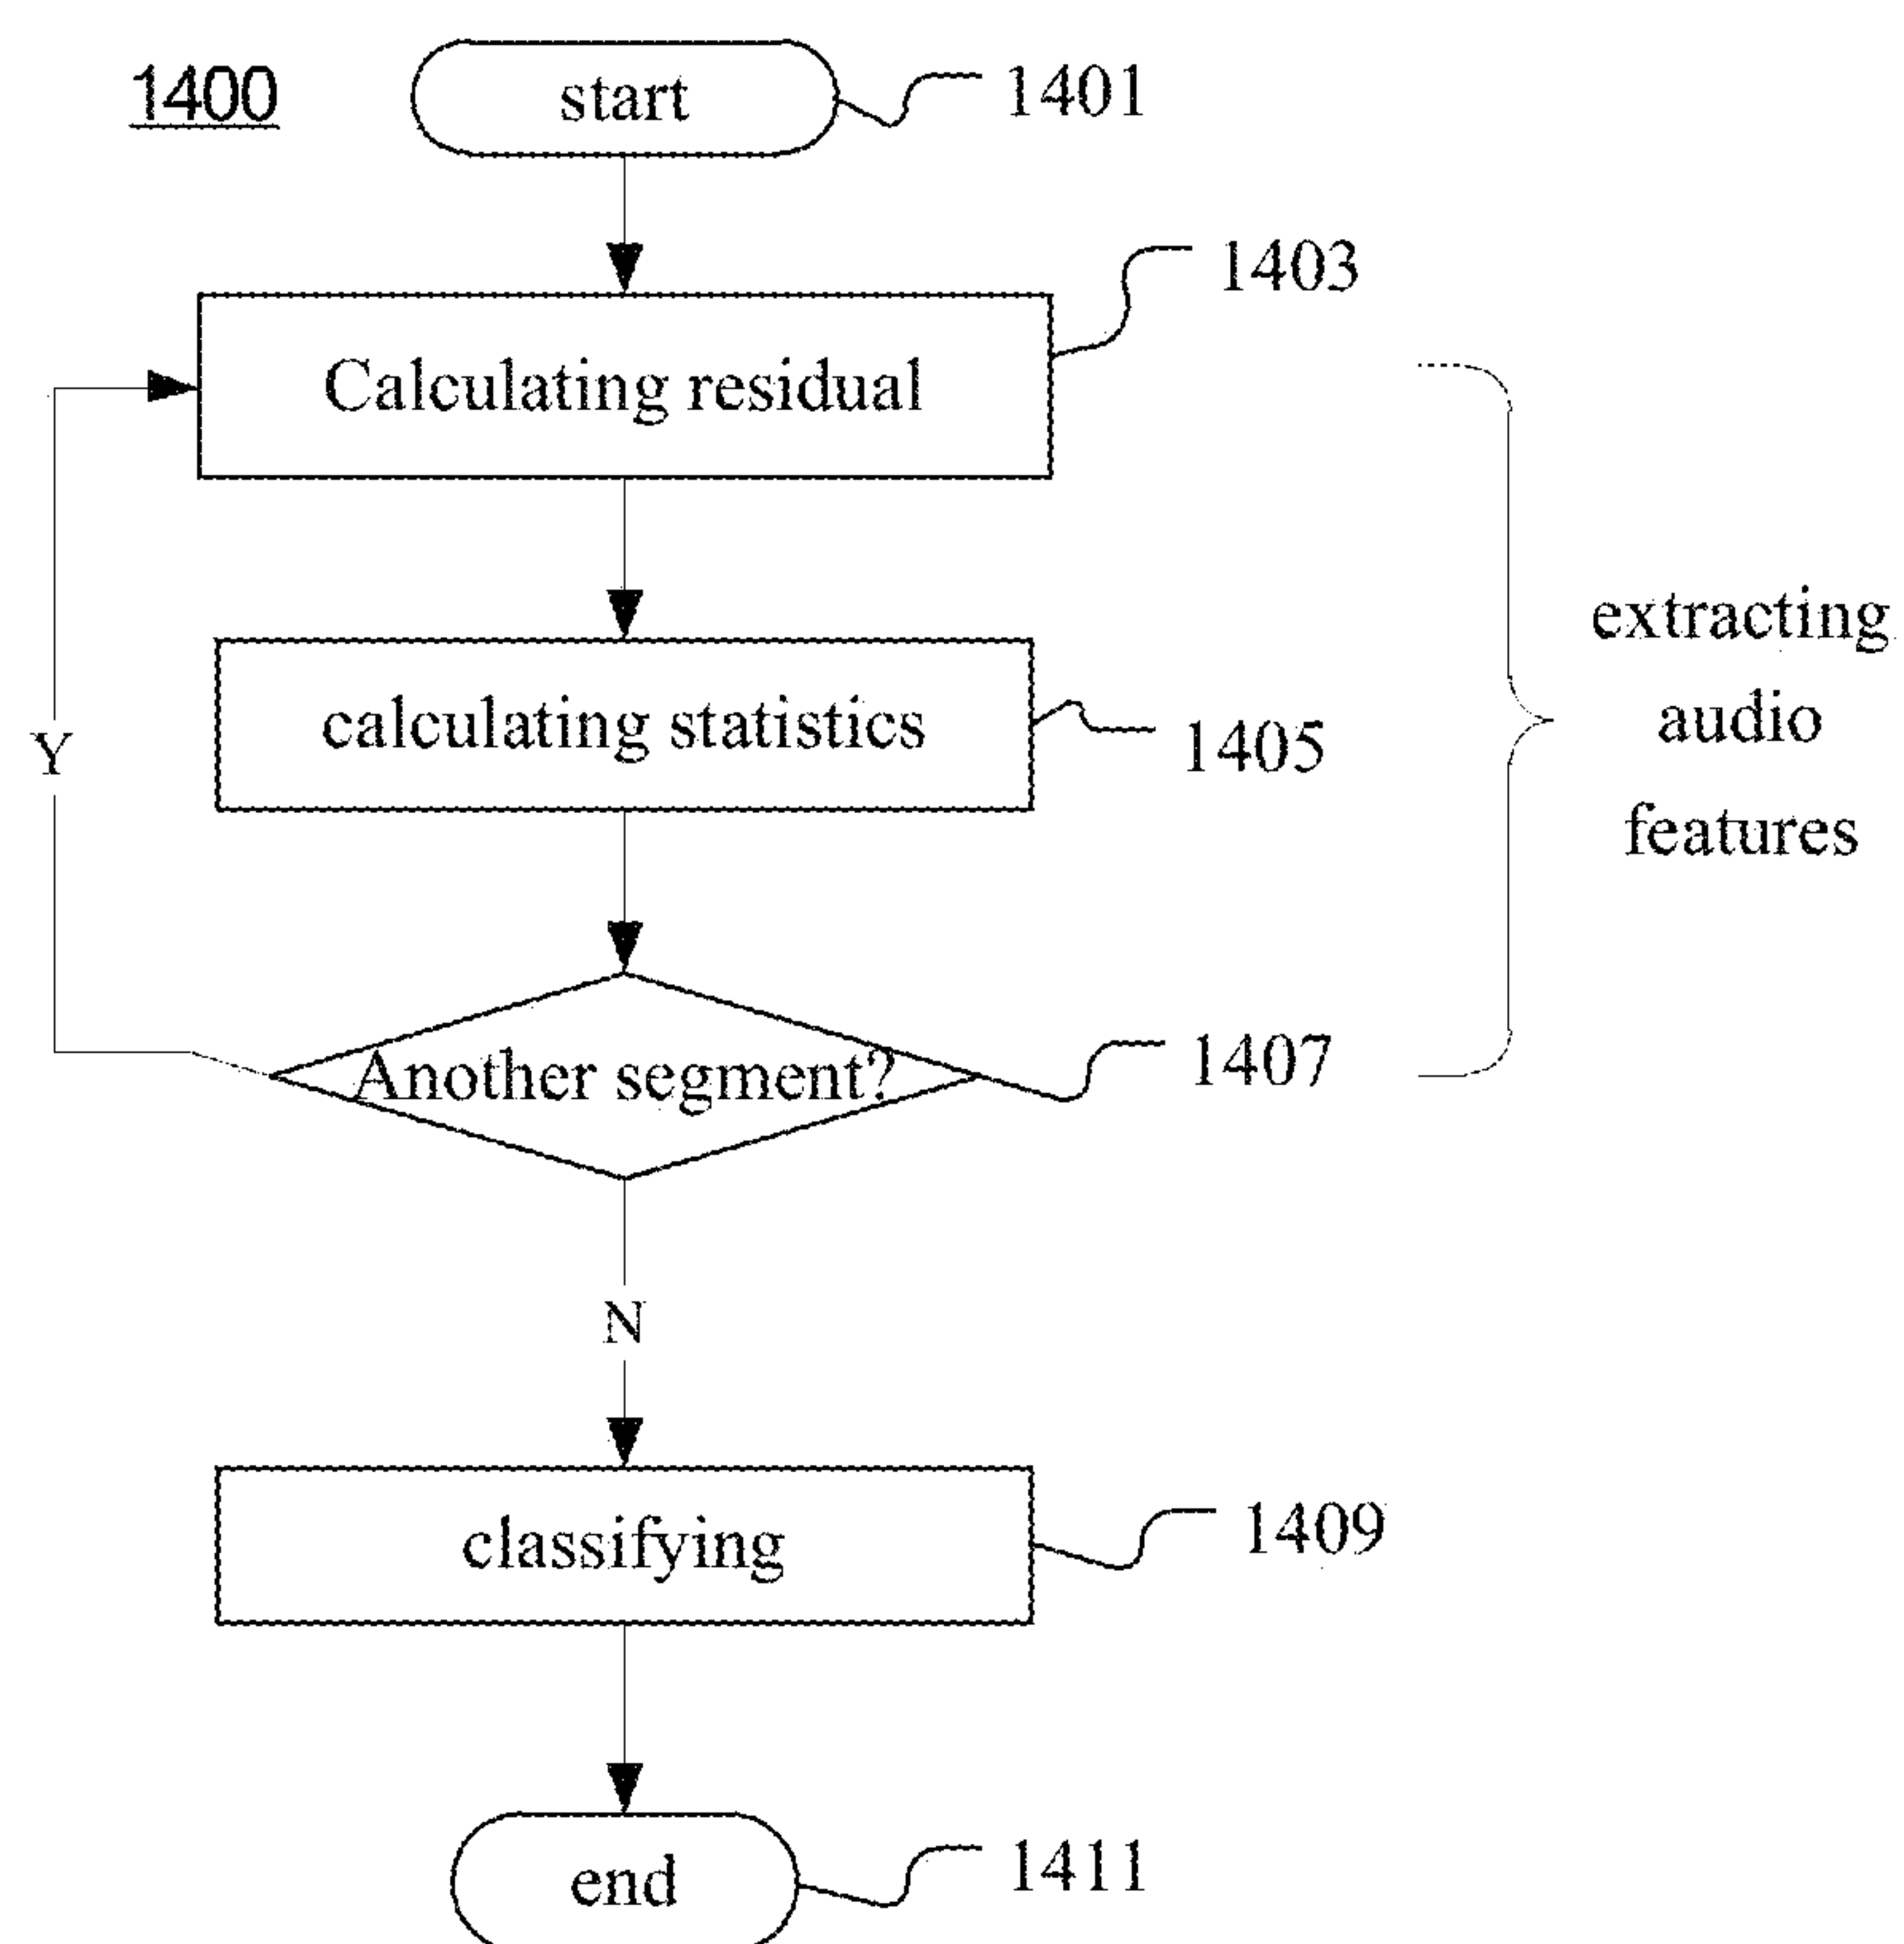 1400
start
1401
Calculating residual
1403
calculating statistics
1405
extracting
audio
features
Y
Another segment?
1407
N
classifying
1409
end
1411